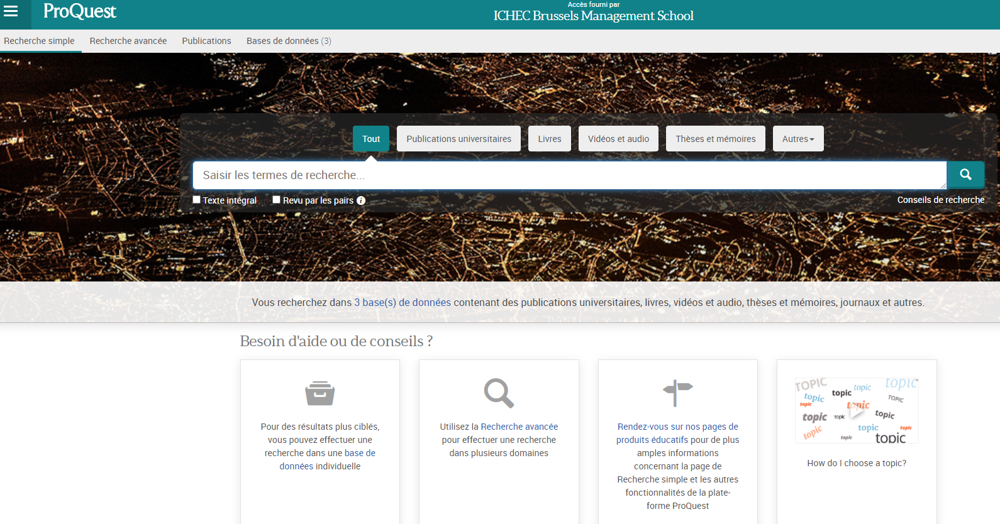 ProQuest
Accès fourni par
ICHEC Brussels Management School
Recherche simple
Recherche avancée
Publications
Bases de données (3)
Tout
Publications universitaires
Livres
Vidéos et audio
Thèses et mémoires
Autres
Saisir les termes de recherche...
Texte intégral
Revu par les pairs i
Conseils de recherche
Vous recherchez dans 3 base(s) de données contenant des publications universitaires, livres, vidéos et audio, thèses et mémoires, journaux et autres.
Besoin d'aide ou de conseils ?
Pour des résultats plus ciblés,
vous pouvez effectuer une
recherche dans une base de
données individuelle
Utilisez la Recherche avancée
pour effectuer une recherche
dans plusieurs domaines
Rendez-vous sur nos pages de
produits éducatifs pour de plus
amples informations
concernant la page de
Recherche simple et les autres
fonctionnalités de la plate-
forme ProQuest
TOPIC
topic
topic
topic
topic
TOPIC
topic
topic
topic
topik
topic
topic
topic
topic
topic
topic
How do I choose a topic?